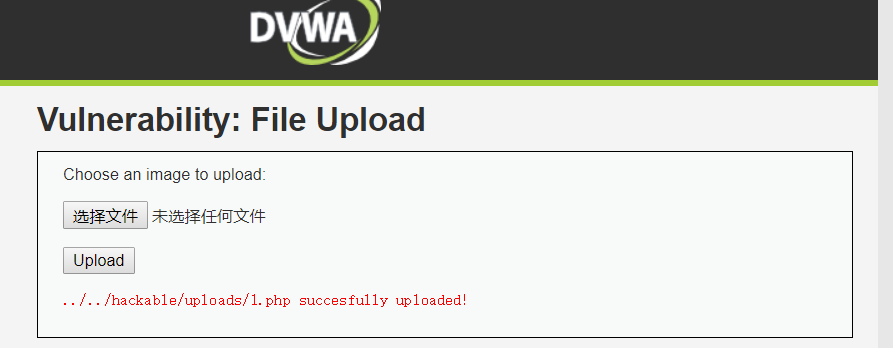 DVWA
Vulnerability: File Upload
Choose an image to upload:
选择文件 未选择任何文件
Upload
../../hackable/uploads/1.php succesfully uploaded!